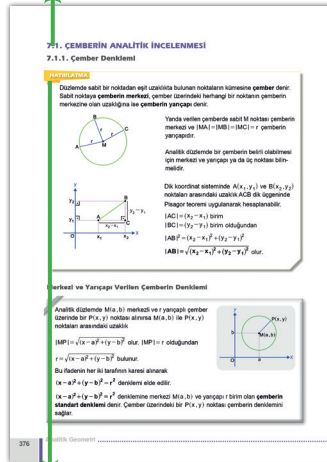 7.1. ÇEMBERİN ANALİTİK İNCELENMESİ
7.1.1. Çember Denklemi
HATIRLATMA
Düzlemde sabit bir noktadan eşit uzaklıkta bulunan noktaların kümesine çember denir.
Sabit noktaya çemberin merkezi, çember üzerindeki herhangi bir noktanın çemberin
merkezine olan uzaklığına ise çemberin yarıçapı denir.
B
r
C
r
r
A
M
Yanda verilen çemberde sabit M noktası çemberin
merkezi ve |MA|=|MB|=|MC|=r çemberin
yarıçapıdır.
Analitik düzlemde bir çemberin belirli olabilmesi
için merkezi ve yarıçapı ya da üç noktası bilin-
melidir.
y
B
y₂
y₂ − y₁
y₁
A
C
x₂−x₁
O
x₁
x₂
x
Dik koordinat sisteminde A(x₁,y₁) ve B(x₂,y₂)
noktaları arasındaki uzaklık ACB dik üçgeninde
Pisagor teoremi uygulanarak hesaplanabilir.
|AC|=(x₂−x₁) birim
|BC|=(y₂−y₁) birim olduğundan
|AB|²=(x₂−x₁)²+(y₂−y₁)²
|AB|=√(x₂−x₁)²+(y₂−y₁)² olur.
Merkezi ve Yarıçapı Verilen Çemberin Denklemi
Analitik düzlemde M(a,b) merkezli ve r yarıçaplı çember
üzerinde bir P(x,y) noktası alınırsa M(a,b) ile P(x,y)
noktaları arasındaki uzaklık
|MP|=√(x−a)²+(y−b)² olur. |MP|=r olduğundan
r=√(x−a)²+(y−b)² bulunur.
Bu ifadenin her iki tarafının karesi alınarak
(x−a)²+(y−b)²=r² denklemi elde edilir.
y
P(x,y)
b
M(a,b)
O
a
x
(x−a)²+(y−b)²=r² denklemine merkezi M(a,b) ve yarıçapı r birim olan çemberin
standart denklemi denir. Çember üzerindeki bir P(x,y) noktası çemberin denklemini
sağlar.
376
Analitik Geometri